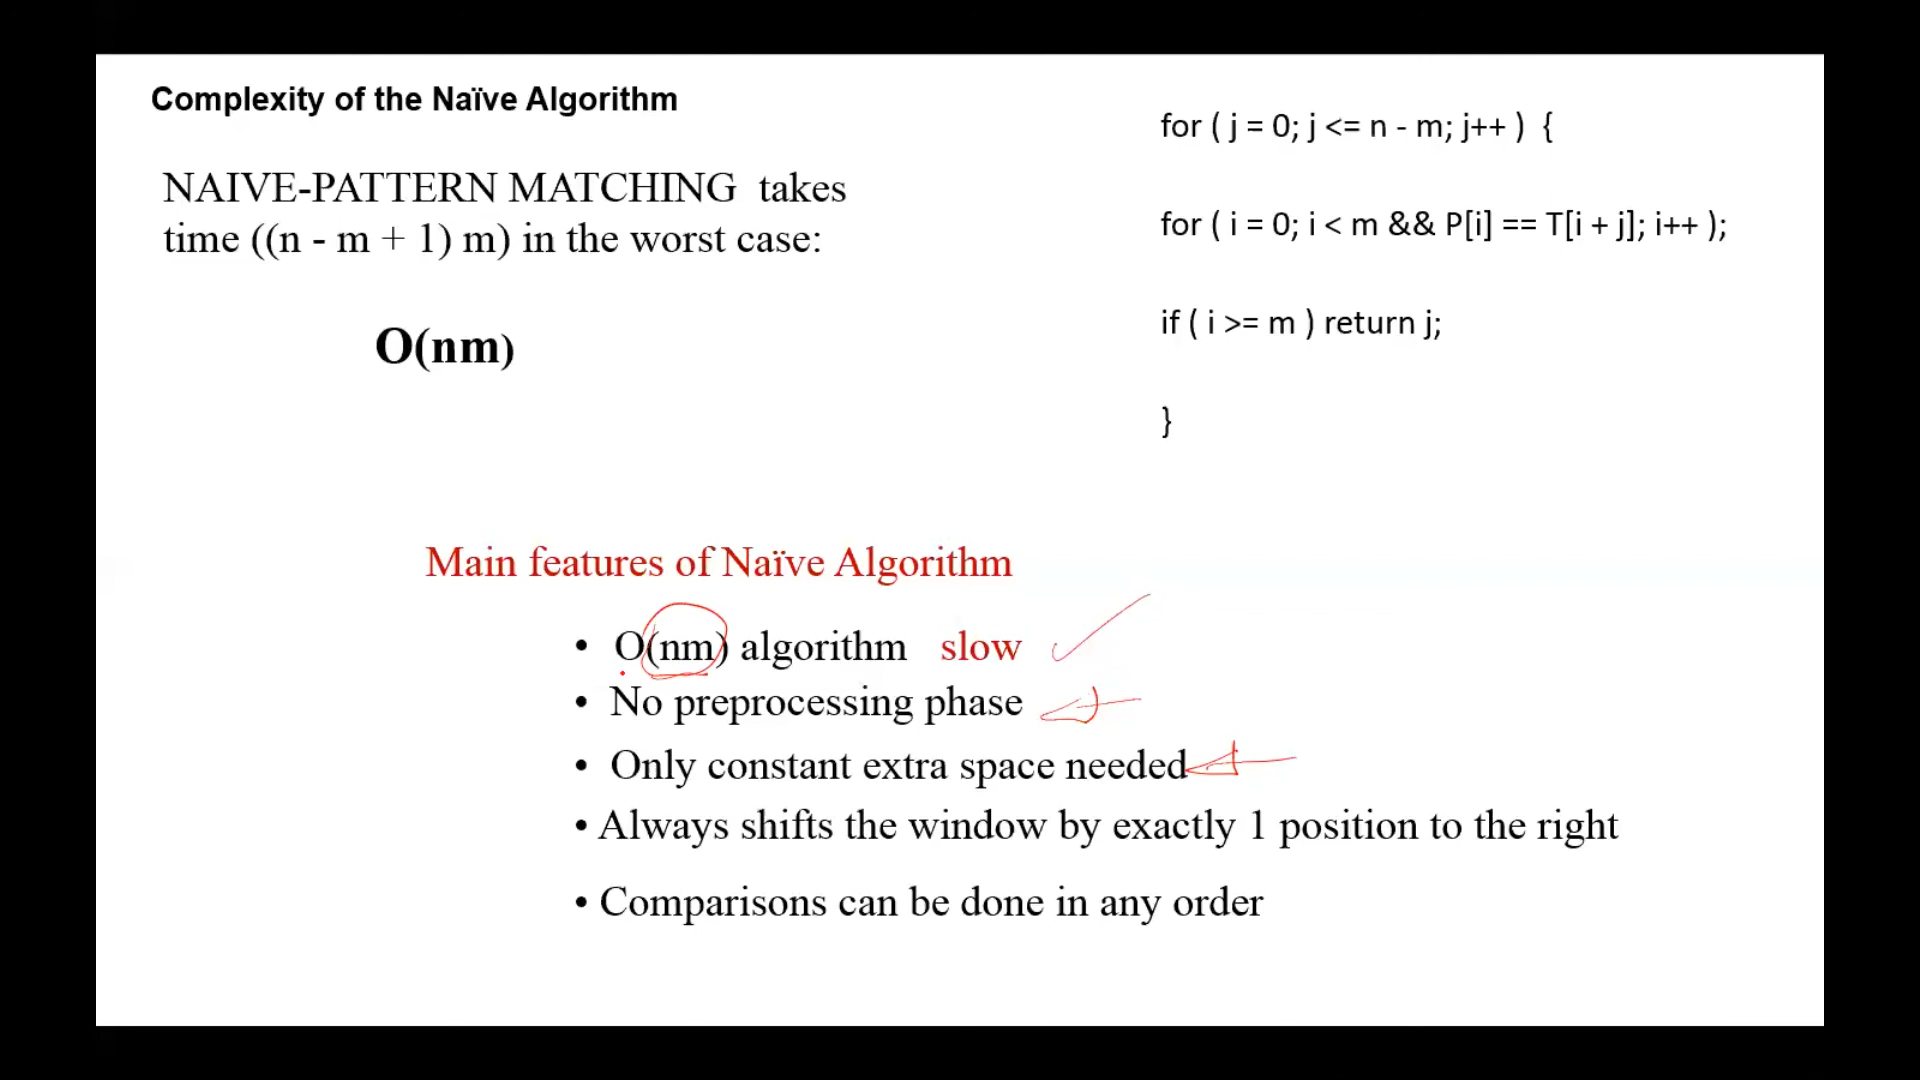 Complexity of the Naïve Algorithm
NAIVE-PATTERN MATCHING takes
time ((n - m + 1) m) in the worst case:
O(nm)
for ( j = 0; j <= n - m; j++ ) {
for ( i = 0; i < m && P[i] == T[i + j]; i++ );
if ( i >= m ) return j;
}
Main features of Naïve Algorithm
• O(nm) algorithm slow
• No preprocessing phase
• Only constant extra space needed
• Always shifts the window by exactly 1 position to the right
• Comparisons can be done in any order